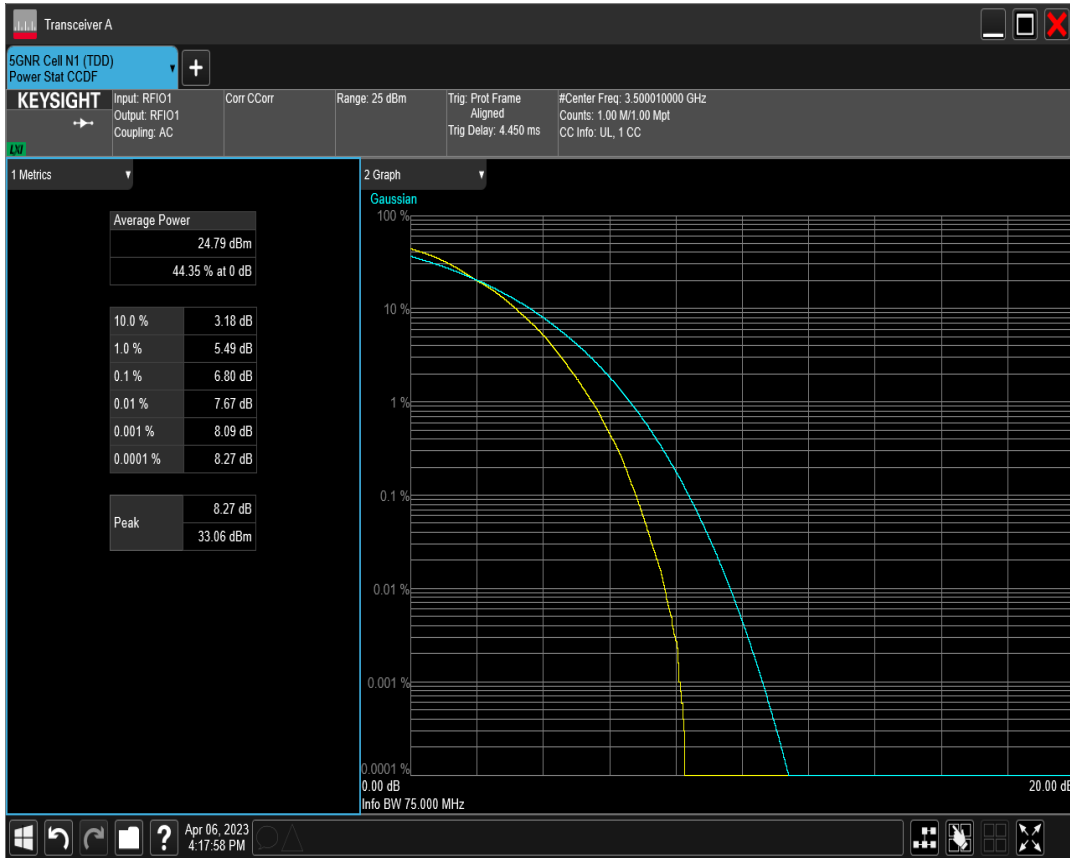 Transceiver A
5GNR Cell N1 (TDD)
Power Stat CCDF
+
KEYSIGHT
LXI
Input: RFIO1
Output: RFIO1
Coupling: AC
Corr CCorr
Range: 25 dBm
Trig: Prot Frame
Aligned
Trig Delay: 4.450 ms
#Center Freq: 3.500010000 GHz
Counts: 1.00 M/1.00 Mpt
CC Info: UL, 1 CC
1 Metrics
Average Power
24.79 dBm
44.35 % at 0 dB
10.0 % 3.18 dB
1.0 % 5.49 dB
0.1 % 6.80 dB
0.01 % 7.67 dB
0.001 % 8.09 dB
0.0001 % 8.27 dB
Peak
8.27 dB
33.06 dBm
2 Graph
Gaussian
100 %
10 %
1 %
0.1 %
0.01 %
0.001 %
0.0001 %
0.00 dB 20.00 dB
Info BW 75.000 MHz
?
Apr 06, 2023
4:17:58 PM